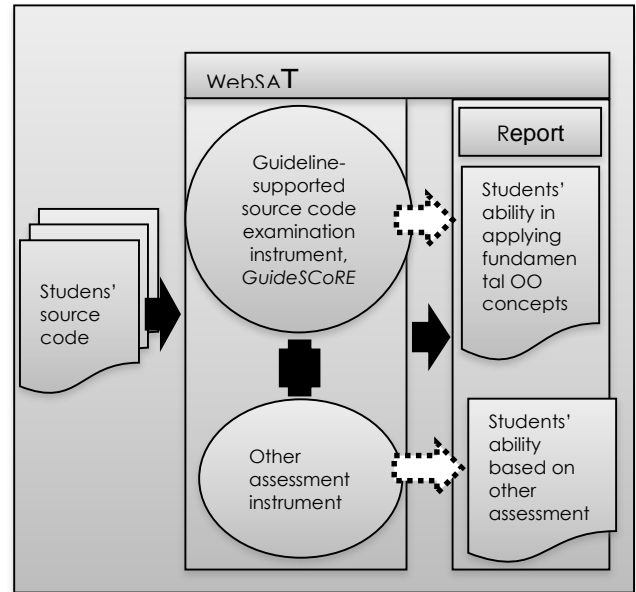 WebSAT
Report
Guideline-
supported
source code
examination
instrument,
GuideSCoRE
Students’
ability in
applying
fundamen
tal OO
concepts
Studens’
source
code
Other
assessment
instrument
Students’
ability
based on
other
assessment